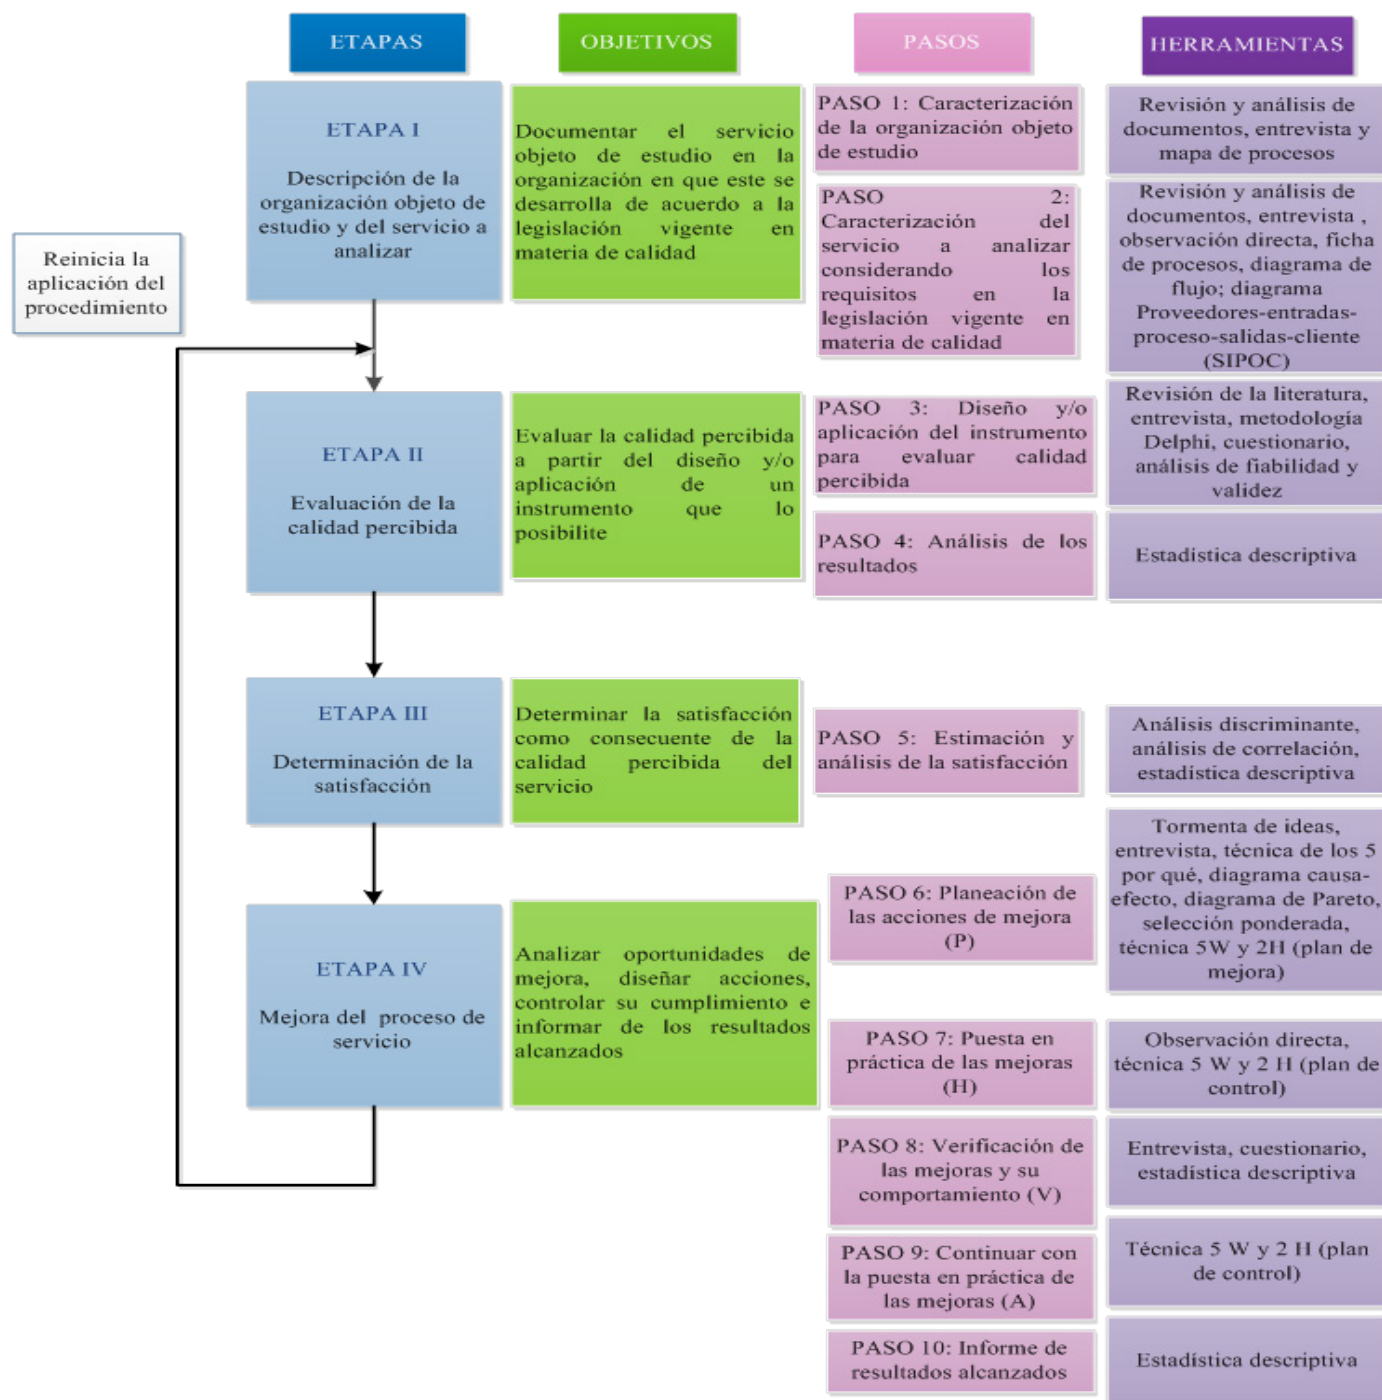 ETAPAS
OBJETIVOS
PASOS
HERRAMIENTAS
ETAPA I
Descripción de la
organización objeto de
estudio y del servicio a
analizar
Documentar el servicio
objeto de estudio en la
organización en que este se
desarrolla de acuerdo a la
legislación vigente en
materia de calidad
PASO 1: Caracterización
de la organización objeto
de estudio
Revisión y análisis de
documentos, entrevista y
mapa de procesos
PASO 2:
Caracterización del
servicio a analizar
considerando los
requisitos en la
legislación vigente en
materia de calidad
Revisión y análisis de
documentos, entrevista ,
observación directa, ficha
de procesos, diagrama de
flujo; diagrama
Proveedores-entradas-
proceso-salidas-cliente
(SIPOC)
Reinicia la
aplicación del
procedimiento
ETAPA II
Evaluación de la
calidad percibida
Evaluar la calidad percibida
a partir del diseño y/o
aplicación de un
instrumento que lo
posibilite
PASO 3: Diseño y/o
aplicación del instrumento
para evaluar calidad
percibida
Revisión de la literatura,
entrevista, metodología
Delphi, cuestionario,
análisis de fiabilidad y
validez
PASO 4: Análisis de los
resultados
Estadística descriptiva
ETAPA III
Determinación de la
satisfacción
Determinar la satisfacción
como consecuente de la
calidad percibida del
servicio
PASO 5: Estimación y
análisis de la satisfacción
Análisis discriminante,
análisis de correlación,
estadística descriptiva
ETAPA IV
Mejora del proceso de
servicio
Analizar oportunidades de
mejora, diseñar acciones,
controlar su cumplimiento e
informar de los resultados
alcanzados
PASO 6: Planeación de
las acciones de mejora
(P)
Tormenta de ideas,
entrevista, técnica de los 5
por qué, diagrama causa-
efecto, diagrama de Pareto,
selección ponderada,
técnica 5W y 2H (plan de
mejora)
PASO 7: Puesta en
práctica de las mejoras
(H)
Observación directa,
técnica 5 W y 2 H (plan de
control)
PASO 8: Verificación de
las mejoras y su
comportamiento (V)
Entrevista, cuestionario,
estadística descriptiva
PASO 9: Continuar con
la puesta en práctica de
las mejoras (A)
Técnica 5 W y 2 H (plan
de control)
PASO 10: Informe de
resultados alcanzados
Estadística descriptiva